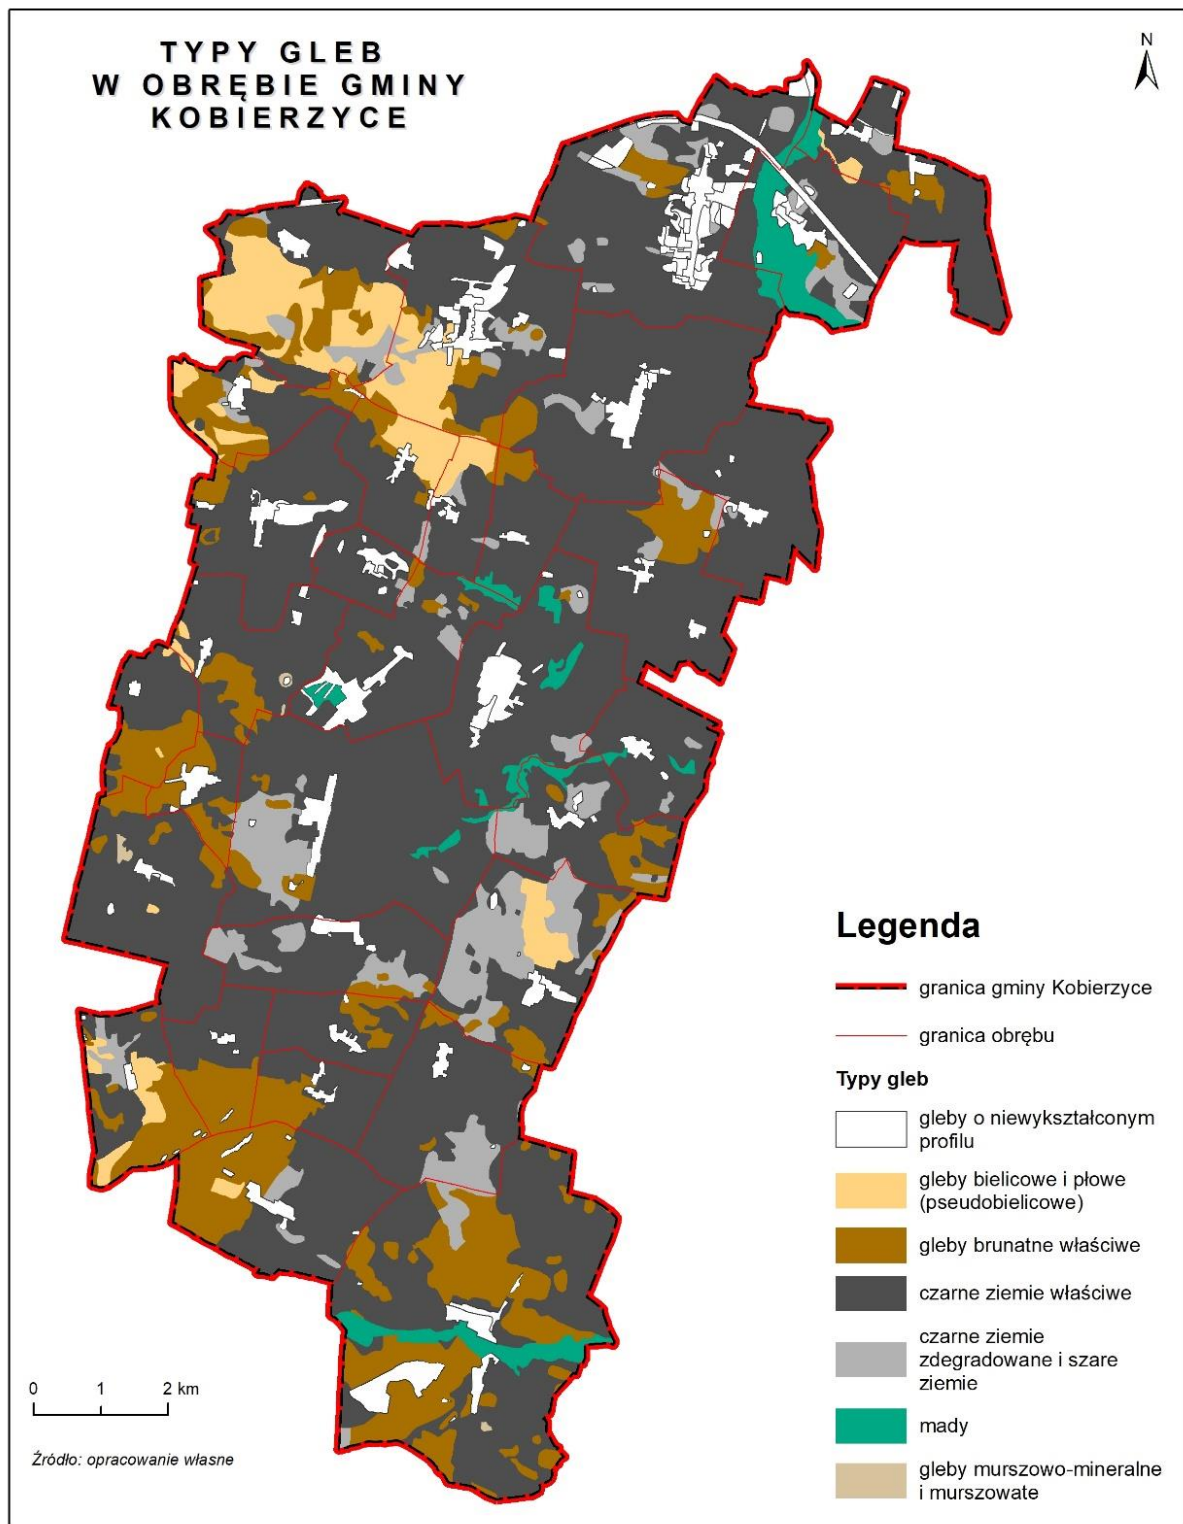 TYPY GLEB
W OBRĘBIE GMINY
KOBIERZYCE
N
Legenda
granica gminy Kobierzyce
granica obrębu
Typy gleb
gleby o niewykształconym
profilu
gleby bielicowe i płowe
(pseudobielicowe)
gleby brunatne właściwe
czarne ziemie właściwe
czarne ziemie
zdegradowane i szare
ziemie
mady
gleby murszowo-mineralne
i murszowate
0 1 2 km
Źródło: opracowanie własne